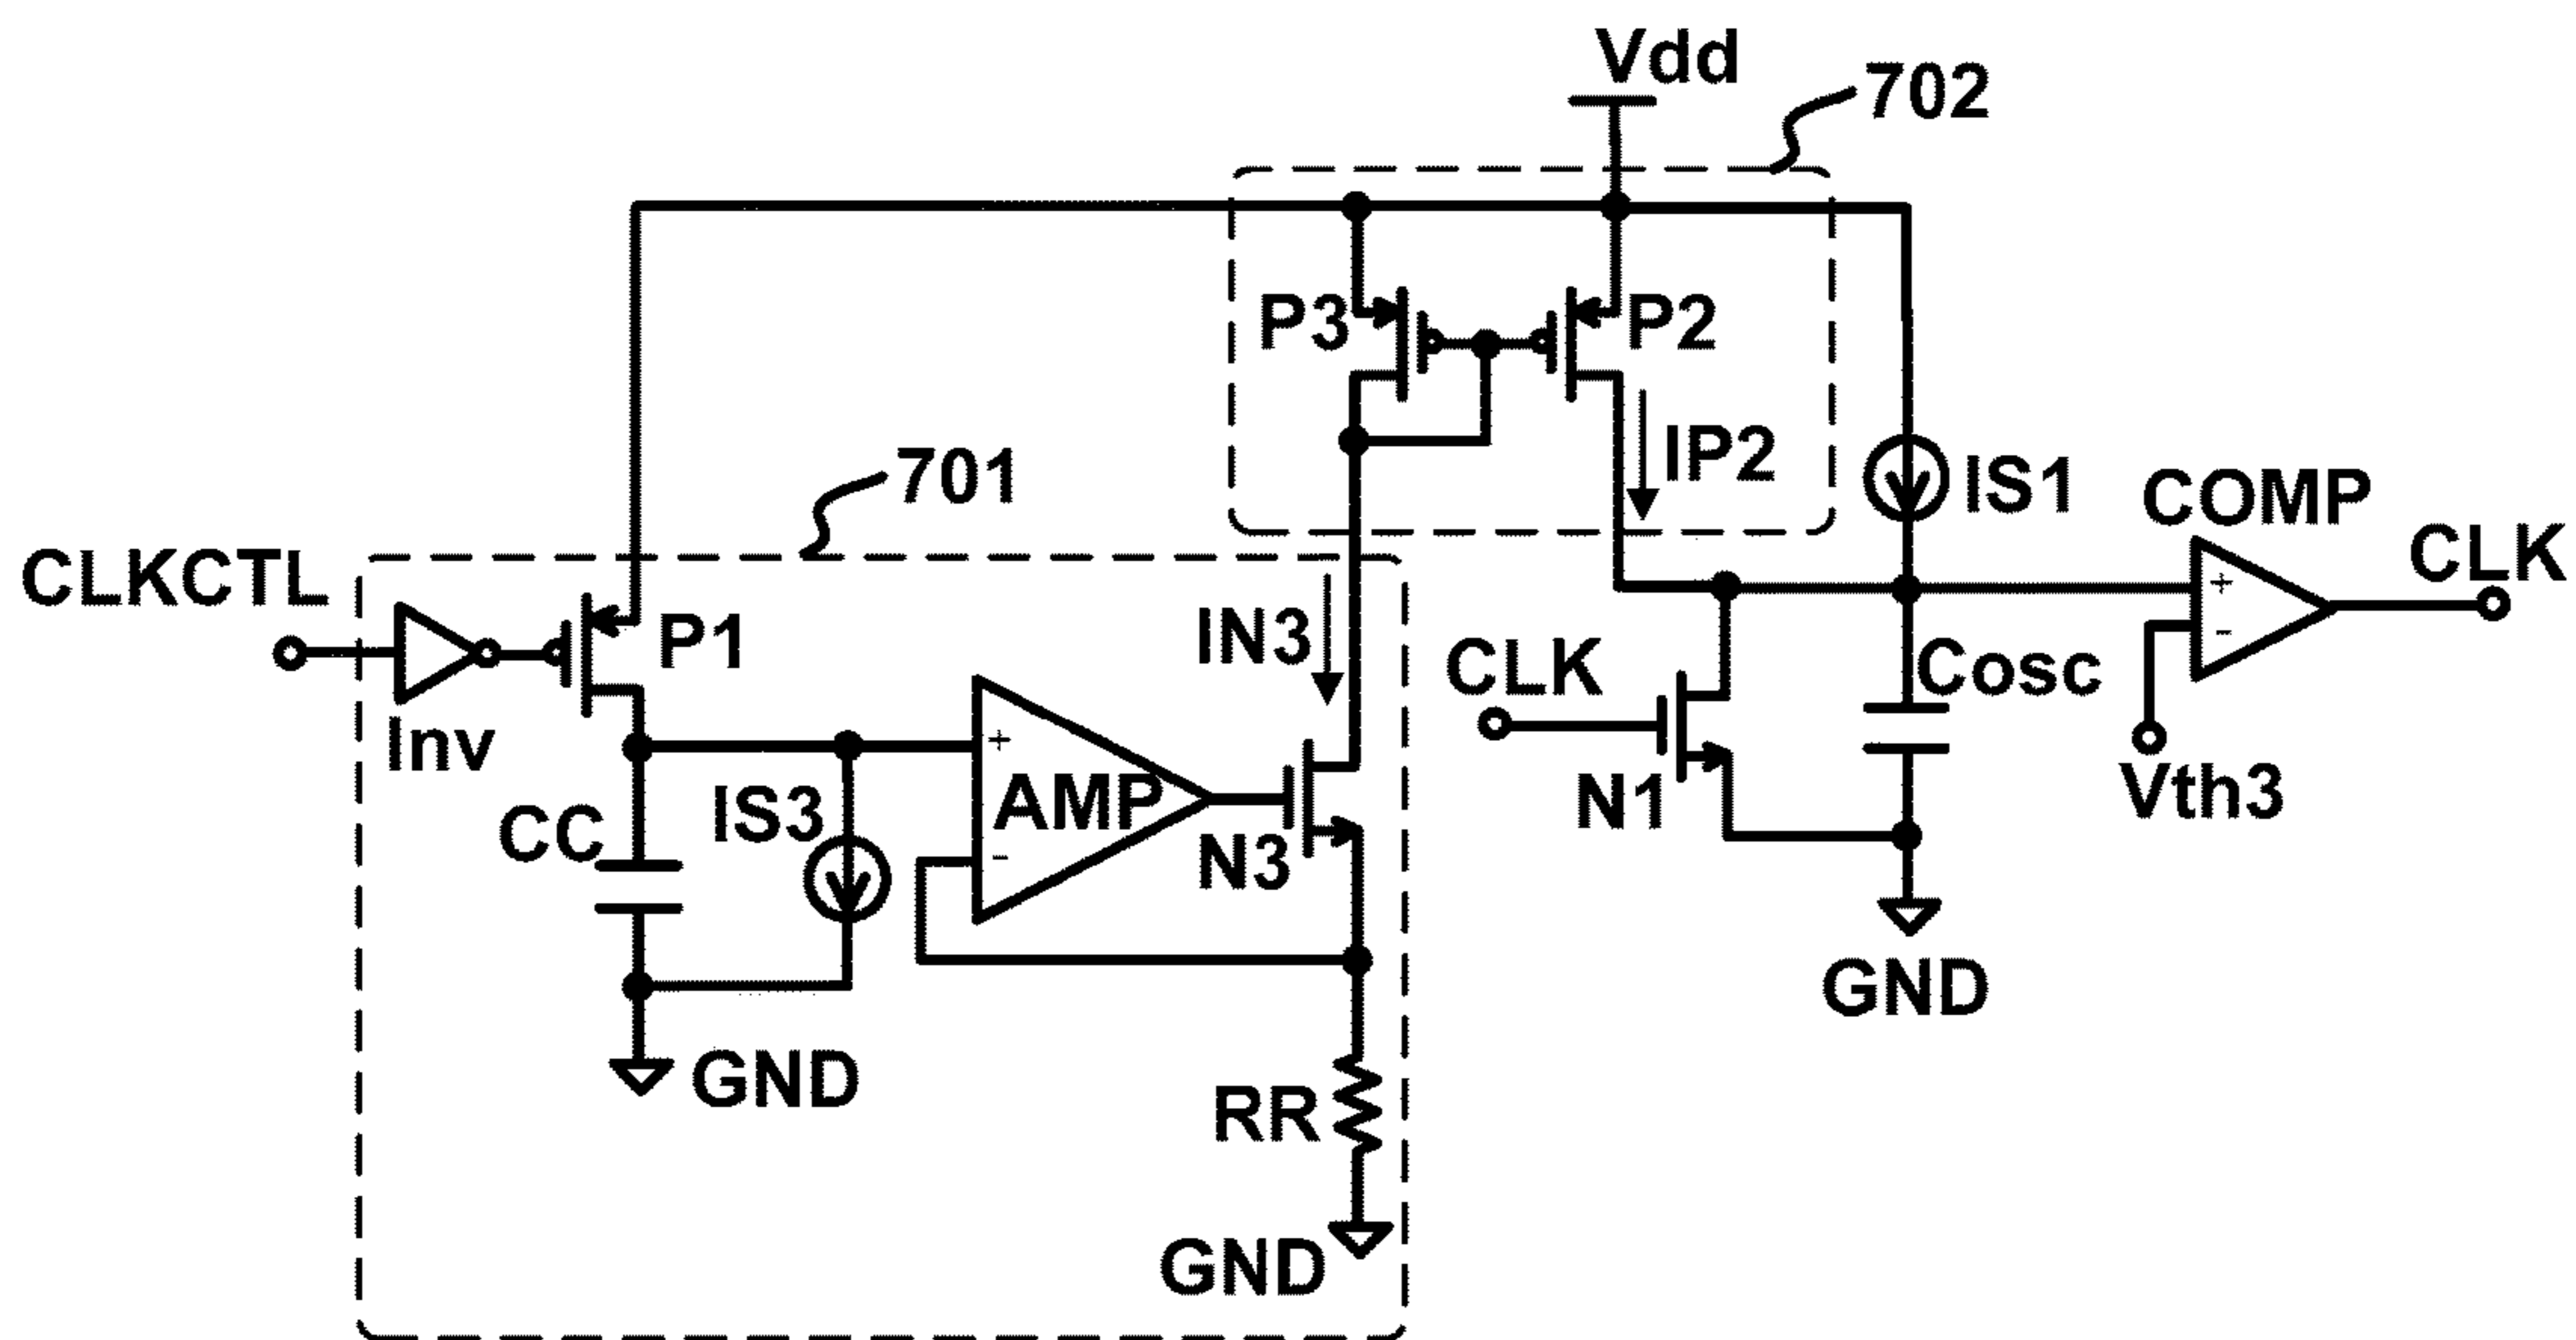 Vdd
702
P3
P2
IP2
IS1
COMP
CLK
701
CLKCTL
Inv
P1
IN3
CLK
Cosc
+
-
Vth3
CC
IS3
+
AMP
-
N3
N1
GND
GND
RR
GND